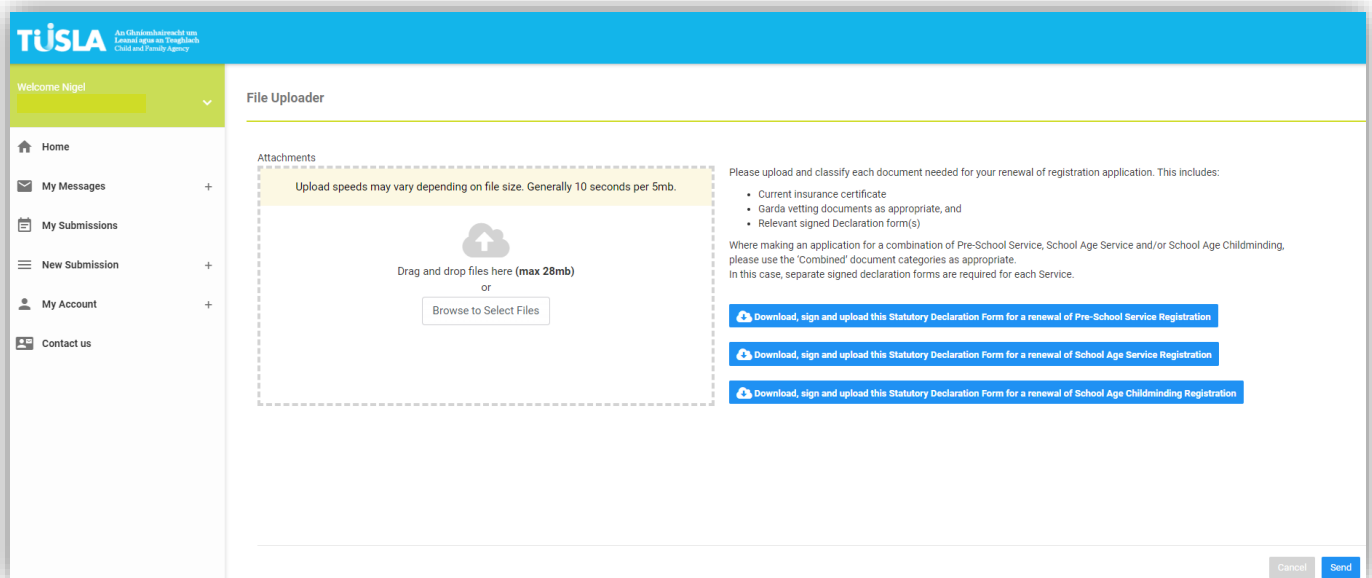 TUSLA
An Ghníomhaireacht um
Leanaí agus an Teaghlach
Child and Family Agency
Welcome Nigel
Home
My Messages +
My Submissions
New Submission +
My Account +
Contact us
File Uploader
Attachments
Upload speeds may vary depending on file size. Generally 10 seconds per 5mb.
Drag and drop files here (max 28mb)
or
Browse to Select Files
Please upload and classify each document needed for your renewal of registration application. This includes:
• Current insurance certificate
• Garda vetting documents as appropriate, and
• Relevant signed Declaration form(s)
Where making an application for a combination of Pre-School Service, School Age Service and/or School Age Childminding,
please use the 'Combined' document categories as appropriate.
In this case, separate signed declaration forms are required for each Service.
Download, sign and upload this Statutory Declaration Form for a renewal of Pre-School Service Registration
Download, sign and upload this Statutory Declaration Form for a renewal of School Age Service Registration
Download, sign and upload this Statutory Declaration Form for a renewal of School Age Childminding Registration
Cancel
Send